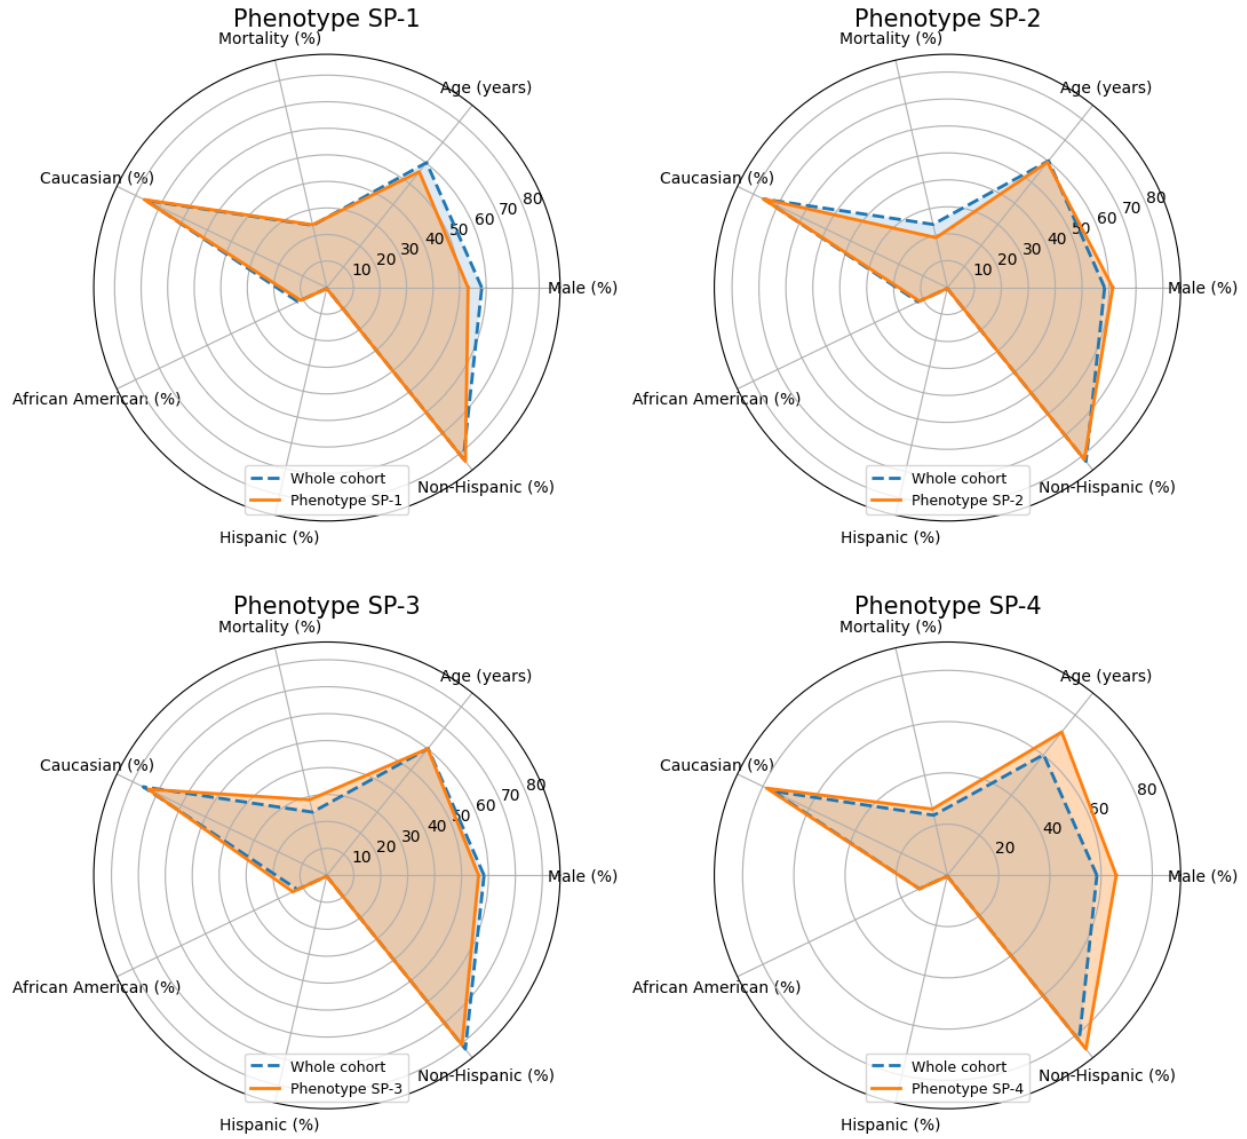 Phenotype SP-1
Mortality (%)
Age (years)
Caucasian (%)
Male (%)
African American (%)
Hispanic (%)
Non-Hispanic (%)
10
20
30
40
50
60
70
80
Whole cohort
Phenotype SP-1
Phenotype SP-2
Mortality (%)
Age (years)
Caucasian (%)
Male (%)
African American (%)
Hispanic (%)
Non-Hispanic (%)
10
20
30
40
50
60
70
80
Whole cohort
Phenotype SP-2
Phenotype SP-3
Mortality (%)
Age (years)
Caucasian (%)
Male (%)
African American (%)
Hispanic (%)
Non-Hispanic (%)
10
20
30
40
50
60
70
80
Whole cohort
Phenotype SP-3
Phenotype SP-4
Mortality (%)
Age (years)
Caucasian (%)
Male (%)
African American (%)
Hispanic (%)
Non-Hispanic (%)
20
40
60
80
Whole cohort
Phenotype SP-4